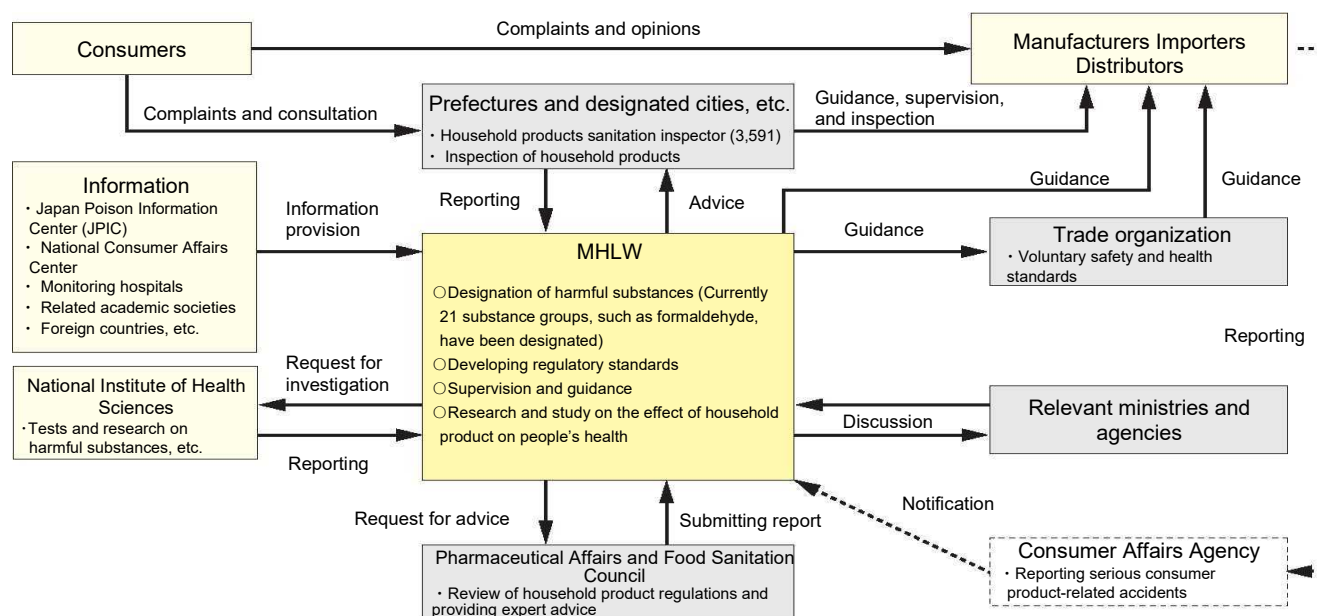 Consumers
Complaints and opinions
Manufacturers Importers
Distributors
Complaints and consultation
Prefectures and designated cities, etc.
・Household products sanitation inspector (3,591)
・Inspection of household products
Guidance, supervision,
and inspection
Information
・Japan Poison Information
Center (JPIC)
・National Consumer Affairs
Center
・Monitoring hospitals
・Related academic societies
・Foreign countries, etc.
Information
provision
Reporting
Advice
Guidance
Guidance
Guidance
Trade organization
・Voluntary safety and health
standards
MHLW
○Designation of harmful substances (Currently
21 substance groups, such as formaldehyde,
have been designated)
○Developing regulatory standards
○Supervision and guidance
○Research and study on the effect of household
product on people's health
Reporting
Request for
investigation
National Institute of Health
Sciences
・Tests and research on
harmful substances, etc.
Reporting
Discussion
Relevant ministries and
agencies
Request for advice
Submitting report
Notification
Pharmaceutical Affairs and Food Sanitation
Council
・Review of household product regulations and
providing expert advice
Consumer Affairs Agency
・Reporting serious consumer
product-related accidents